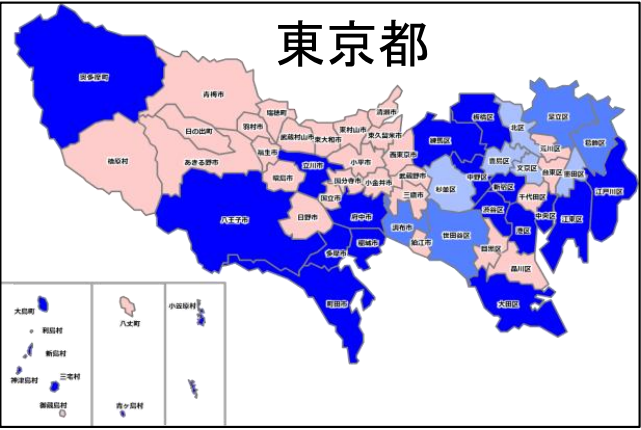 東京都
奥多摩町
青梅市
瑞穂町
清瀬市
羽村市
武蔵村山市
東大和市
東村山市
東久留米市
日の出町
檜原村
あきる野市
福生市
昭島市
立川市
小平市
西東京市
国分寺市
小金井市
武蔵野市
国立市
三鷹市
八王子市
日野市
府中市
調布市
狛江市
多摩市
稲城市
町田市
練馬区
板橋区
北区
足立区
荒川区
葛飾区
豊島区
文京区
台東区
墨田区
杉並区
中野区
新宿区
千代田区
江戸川区
渋谷区
中央区
江東区
世田谷区
港区
目黒区
品川区
大田区
大島町
利島村
新島村
神津島村
三宅村
御蔵島村
八丈町
青ヶ島村
小笠原村